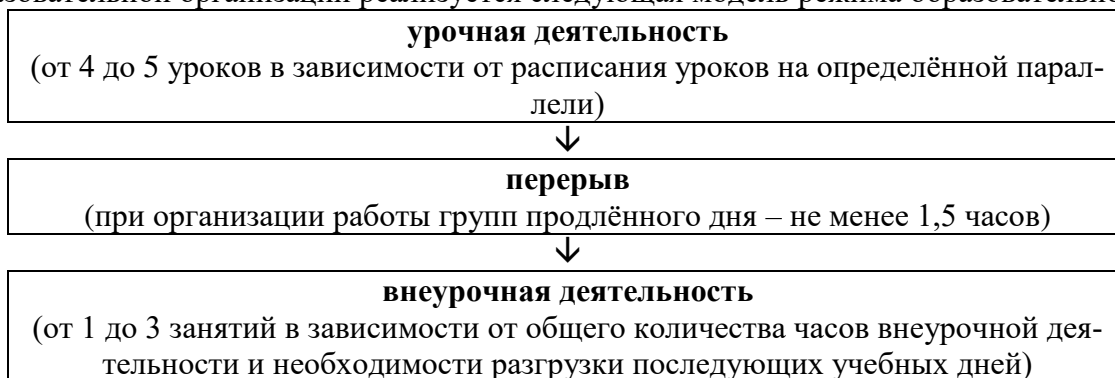 разовательной организации реализуется следующая модель режима образовательно
урочная деятельность
(от 4 до 5 уроков в зависимости от расписания уроков на определённой парал-
лели)
↓
перерыв
(при организации работы групп продлённого дня – не менее 1,5 часов)
↓
внеурочная деятельность
(от 1 до 3 занятий в зависимости от общего количества часов внеурочной дея-
тельности и необходимости разгрузки последующих учебных дней)